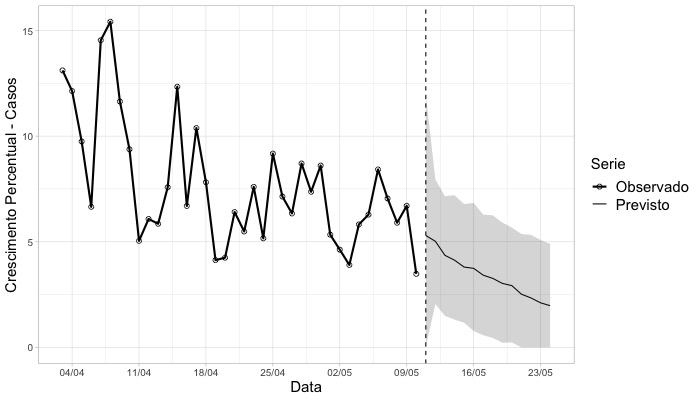 15
10
5
0
Crescimento Percentual - Casos
04/04 11/04 18/04 25/04 02/05 09/05 16/05 23/05
Data
Serie
Observado
Previsto